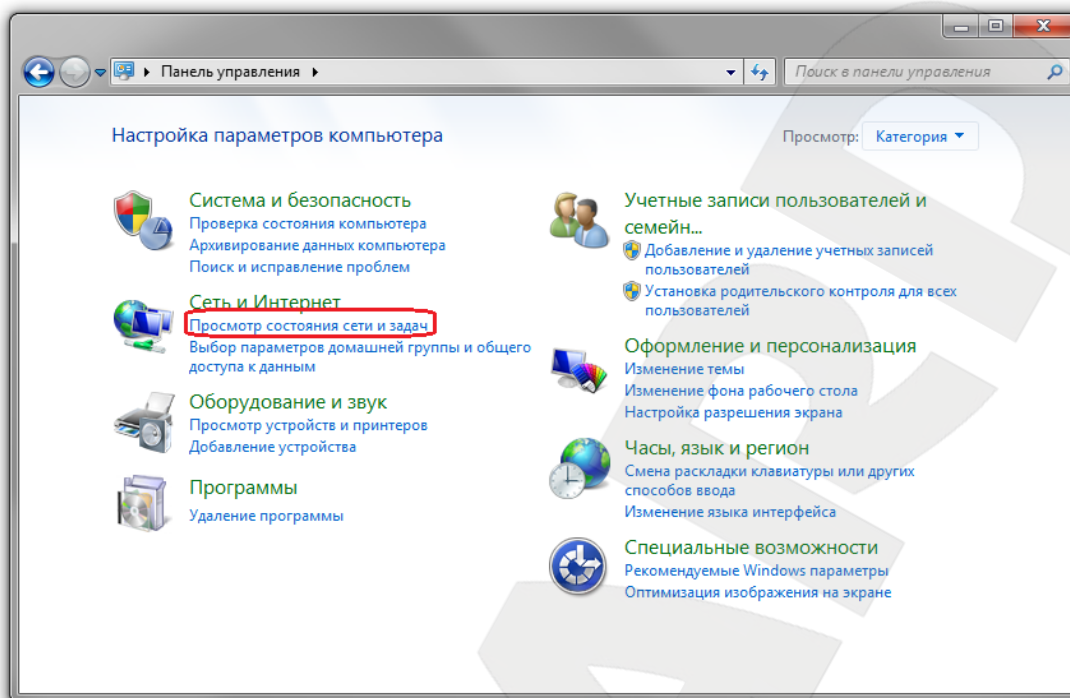 Панель управления
Поиск в панели управления
Настройка параметров компьютера
Просмотр: Категория
Система и безопасность
Проверка состояния компьютера
Архивирование данных компьютера
Поиск и исправление проблем
Сеть и Интернет
Просмотр состояния сети и задач
Выбор параметров домашней группы и общего
доступа к данным
Оборудование и звук
Просмотр устройств и принтеров
Добавление устройства
Программы
Удаление программы
Учетные записи пользователей и
семейн...
Добавление и удаление учетных записей
пользователей
Установка родительского контроля для всех
пользователей
Оформление и персонализация
Изменение темы
Изменение фона рабочего стола
Настройка разрешения экрана
Часы, язык и регион
Смена раскладки клавиатуры или других
способов ввода
Изменение языка интерфейса
Специальные возможности
Рекомендуемые Windows параметры
Оптимизация изображения на экране